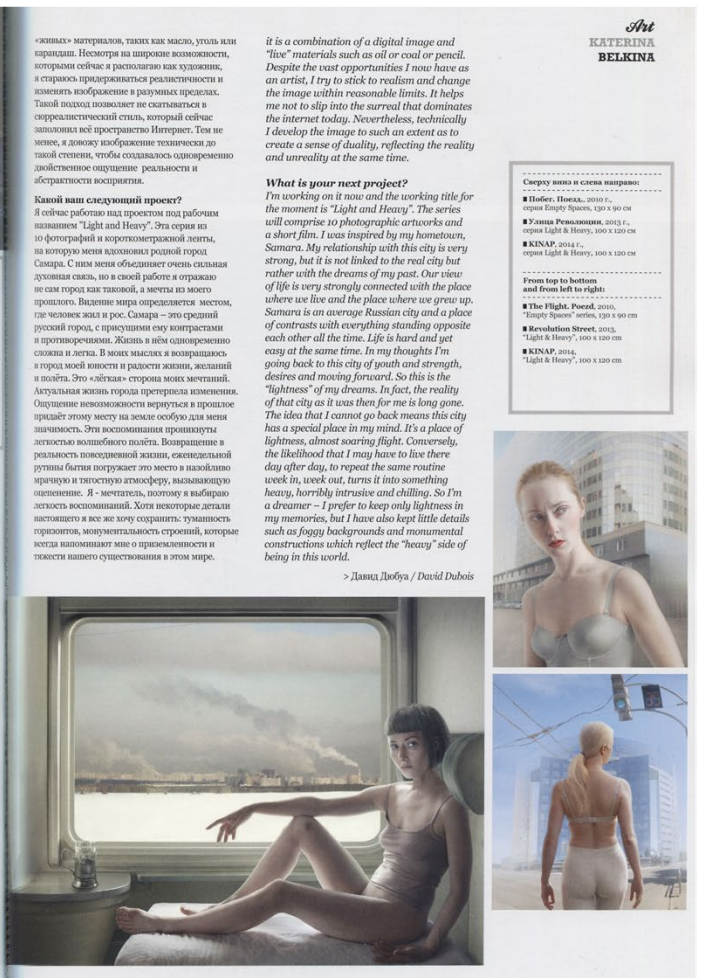 Art
KATERINA
BELKINA
«живых» материалов, таких как масло, уголь или
карандаш. Несмотря на широкие возможности,
которыми сейчас я располагаю как художник,
я стараюсь придерживаться реалистичности и
изменять изображение в разумных пределах.
Такой подход позволяет не скатываться в
сюрреалистический стиль, который сейчас
заполонил всё пространство Интернет. Тем не
менее, я довожу изображение технически до
такой степени, чтобы создавалось одновременно
двойственное ощущение реальности и
абстрактности восприятия.
Какой ваш следующий проект?
Я сейчас работаю над проектом под рабочим
названием "Light and Heavy". Эта серия из
10 фотографий и короткометражной ленты,
на которую меня вдохновил родной город
Самара. С ним меня объединяет очень сильная
духовная связь, но в своей работе я отражаю
не сам город как таковой, а мечты из моего
прошлого. Видение мира определяется местом,
где человек жил и рос. Самара – это средний
русский город, с присущими ему контрастами
и противоречиями. Жизнь в нём одновременно
сложна и легка. В моих мыслях я возвращаюсь
в город моей юности и радости жизни, желаний
и полёта. Это «лёгкая» сторона моих мечтаний.
Актуальная жизнь города претерпела изменения.
Ощущение невозможности вернуться в прошлое
придаёт этому месту на земле особую для меня
значимость. Эти воспоминания проникнуты
легкостью волшебного полёта. Возвращение в
реальность повседневной жизни, еженедельной
рутины бытия погружает это место в назойливо
мрачную и тягостную атмосферу, вызывающую
оцепенение. Я - мечтатель, поэтому я выбираю
легкость воспоминаний. Хотя некоторые детали
настоящего я все же хочу сохранить: туманность
горизонтов, монументальность строений, которые
всегда напоминают мне о приземленности и
тяжести нашего существования в этом мире.
it is a combination of a digital image and
“live” materials such as oil or coal or pencil.
Despite the vast opportunities I now have as
an artist, I try to stick to realism and change
the image within reasonable limits. It helps
me not to slip into the surreal that dominates
the internet today. Nevertheless, technically
I develop the image to such an extent as to
create a sense of duality, reflecting the reality
and unreality at the same time.
What is your next project?
I'm working on it now and the working title for
the moment is “Light and Heavy”. The series
will comprise 10 photographic artworks and
a short film. I was inspired by my hometown,
Samara. My relationship with this city is very
strong, but it is not linked to the real city but
rather with the dreams of my past. Our view
of life is very strongly connected with the place
where we live and the place where we grew up.
Samara is an average Russian city and a place
of contrasts with everything standing opposite
each other all the time. Life is hard and yet
easy at the same time. In my thoughts I'm
going back to this city of youth and strength,
desires and moving forward. So this is the
“lightness” of my dreams. In fact, the reality
of that city as it was then for me is long gone.
The idea that I cannot go back means this city
has a special place in my mind. It's a place of
lightness, almost soaring flight. Conversely,
the likelihood that I may have to live there
day after day, to repeat the same routine
week in, week out, turns it into something
heavy, horribly intrusive and chilling. So I'm
a dreamer – I prefer to keep only lightness in
my memories, but I have also kept little details
such as foggy backgrounds and monumental
constructions which reflect the “heavy” side of
being in this world.
> Давид Дюбуа / David Dubois
Сверху вниз и слева направо:
Побег. Поезд., 2010 г.,
серия Empty Spaces, 130 x 90 см
Улица Революции, 2013 г.,
серия Light & Heavy, 100 x 120 cm
KINAP, 2014 г.,
серия Light & Heavy, 100 x 120 cm
From top to bottom
and from left to right:
The Flight. Poezd, 2010,
“Empty Spaces” series, 130 x 90 cm
Revolution Street, 2013,
“Light & Heavy”, 100 x 120 cm
KINAP, 2014,
“Light & Heavy”, 100 x 120 cm